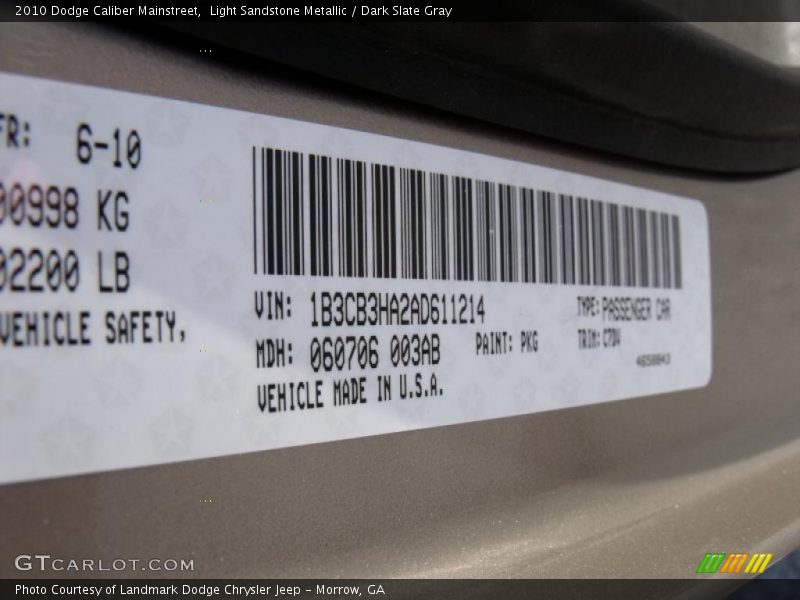 2010 Dodge Caliber Mainstreet, Light Sandstone Metallic / Dark Slate Gray
FR: 6-10
00998 KG
02200 LB
VEHICLE SAFETY,
VIN: 1B3CB3HA2AD611214
TYPE: PASSENGER CAR
MDH: 060706 003AB
PAINT: PKG
TRIM: C7DV
VEHICLE MADE IN U.S.A.
GTCARLOT.COM
Photo Courtesy of Landmark Dodge Chrysler Jeep - Morrow, GA